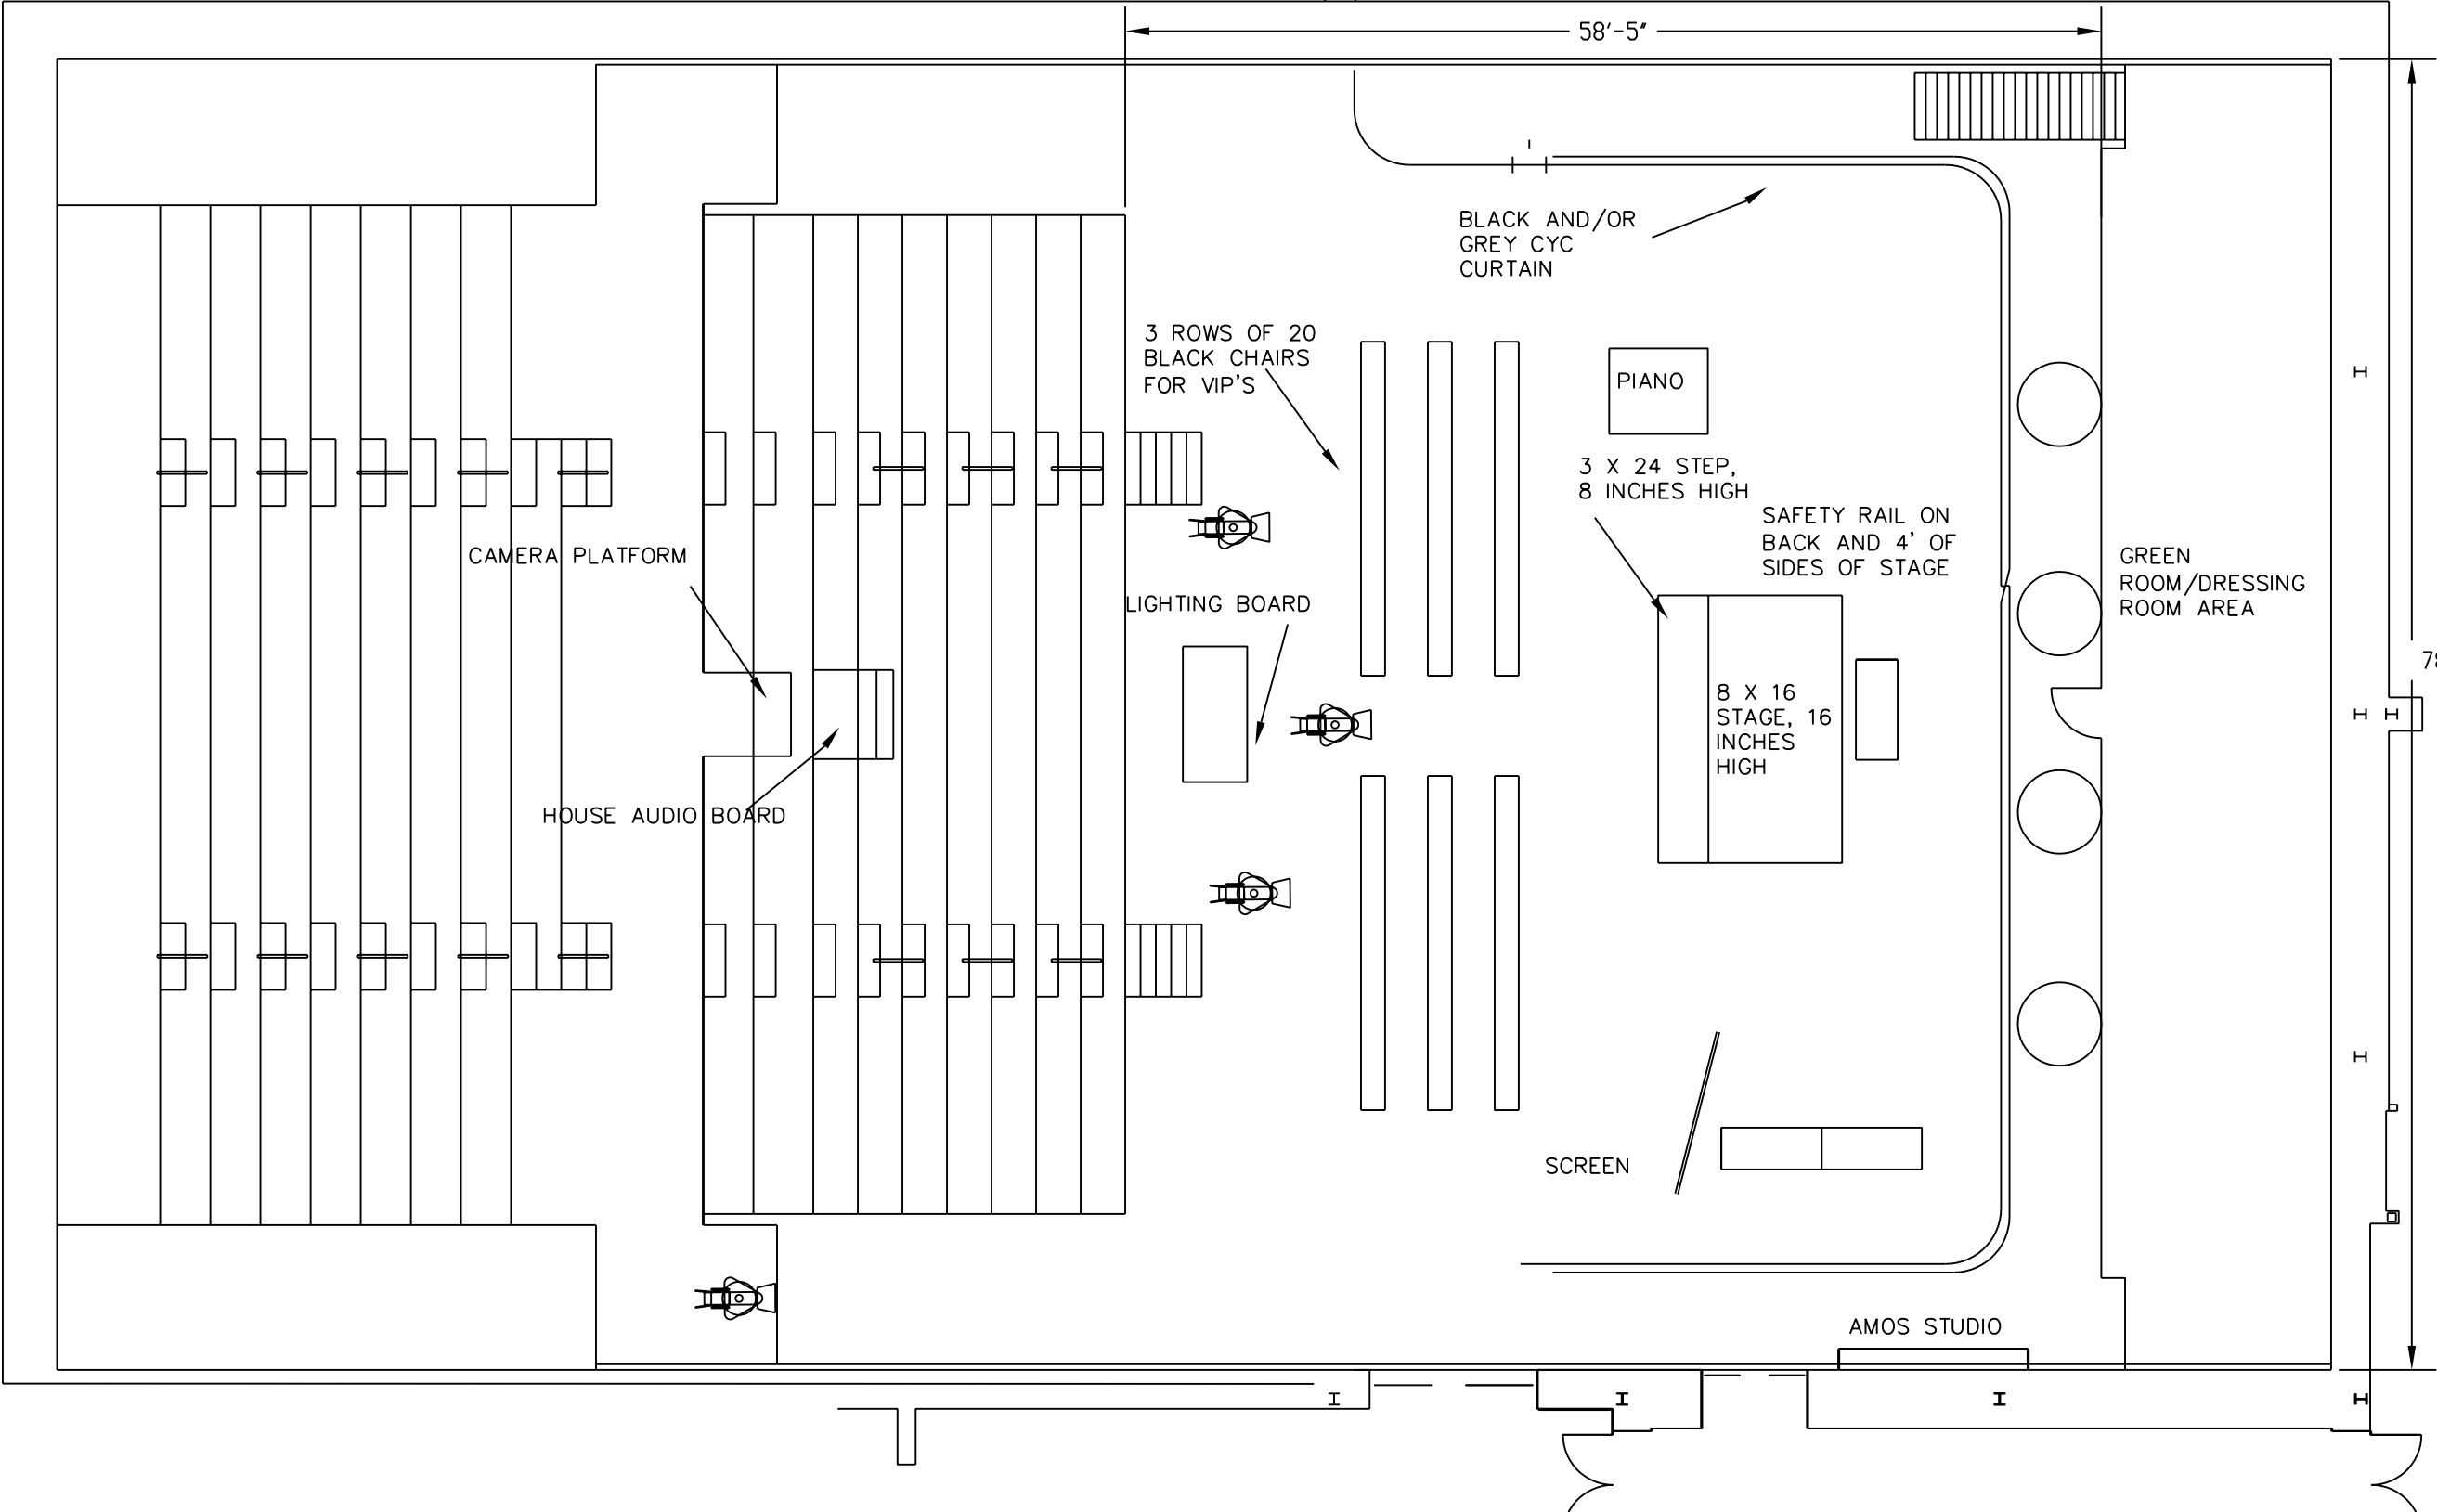 58'-5"
BLACK AND/OR
GREY CYC
CURTAIN
3 ROWS OF 20
BLACK CHAIRS
FOR VIP'S
PIANO
3 X 24 STEP,
8 INCHES HIGH
SAFETY RAIL ON
BACK AND 4' OF
SIDES OF STAGE
CAMERA PLATFORM
GREEN
ROOM/DRESSING
ROOM AREA
LIGHTING BOARD
8 X 16
STAGE, 16
INCHES
HIGH
HOUSE AUDIO BOARD
SCREEN
AMOS STUDIO